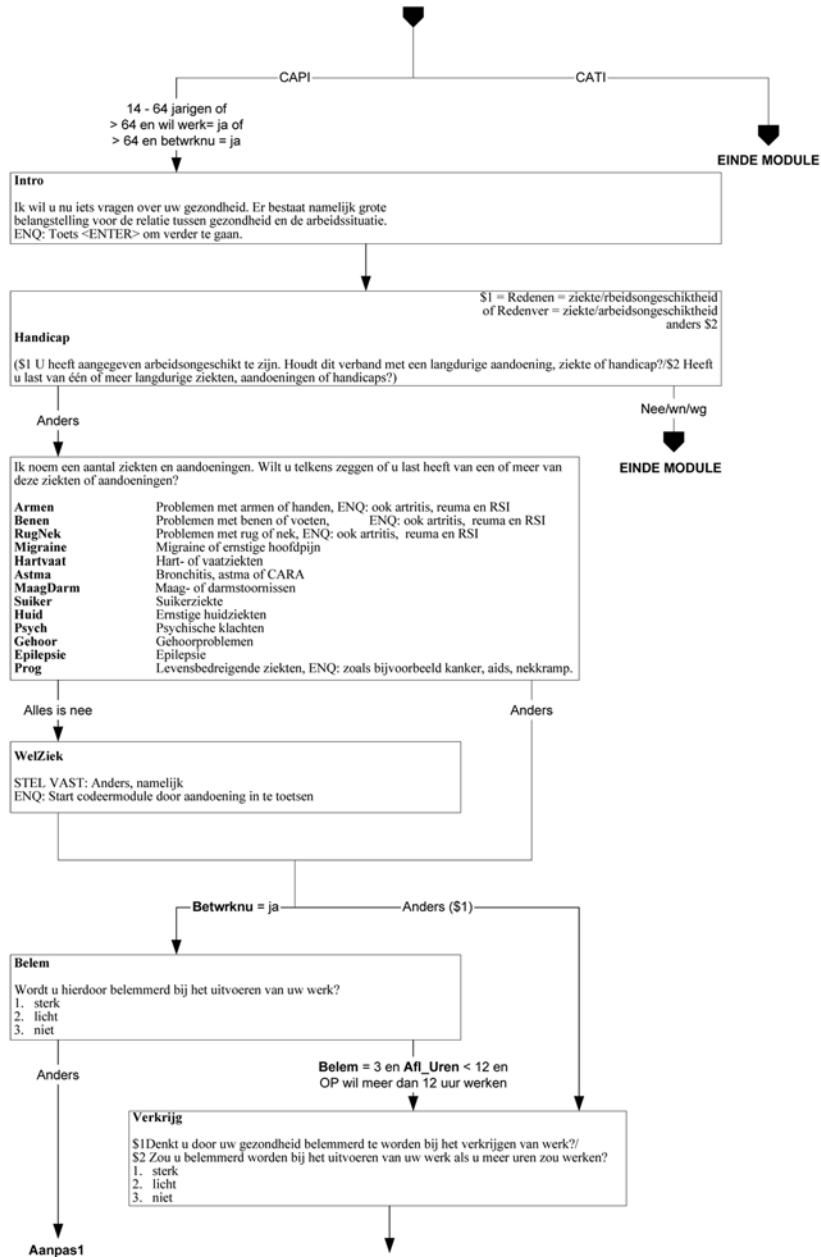 CAPI
CATI
14 - 64 jarigen of
> 64 en wil werk= ja of
> 64 en betwrknu = ja
EINDE MODULE
Intro
Ik wil u nu iets vragen over uw gezondheid. Er bestaat namelijk grote
belangstelling voor de relatie tussen gezondheid en de arbeidssituatie.
ENQ: Toets <ENTER> om verder te gaan.
$1 = Redenen = ziekte/rbeidsongeschiktheid
of Redenver = ziekte/arbeidsongeschiktheid
anders $2
Handicap
($1 U heeft aangegeven arbeidsongeschikt te zijn. Houdt dit verband met een langdurige aandoening, ziekte of handicap?/$2 Heeft
u last van één of meer langdurige ziekten, aandoeningen of handicaps?)
Anders
Nee/wn/wg
EINDE MODULE
Ik noem een aantal ziekten en aandoeningen. Wilt u telkens zeggen of u last heeft van een of meer van
deze ziekten of aandoeningen?
Armen Problemen met armen of handen, ENQ: ook artritis, reuma en RSI
Benen Problemen met benen of voeten, ENQ: ook artritis, reuma en RSI
RugNek Problemen met rug of nek, ENQ: ook artritis, reuma en RSI
Migraine Migraine of ernstige hoofdpijn
Hartvaat Hart- of vaatziekten
Astma Bronchitis, astma of CARA
MaagDarm Maag- of darmstoornissen
Suiker Suikerziekte
Huid Ernstige huidziekten
Psych Psychische klachten
Gehoor Gehoorproblemen
Epilepsie Epilepsie
Prog Levensbedreigende ziekten, ENQ: zoals bijvoorbeeld kanker, aids, nekkramp.
Alles is nee
Anders
WelZiek
STEL VAST: Anders, namelijk
ENQ: Start codeermodule door aandoening in te toetsen
Betwrknu = ja
Anders ($1)
Belem
Wordt u hierdoor belemmerd bij het uitvoeren van uw werk?
1. sterk
2. licht
3. niet
Anders
Belem = 3 en Afl_Uren < 12 en
OP wil meer dan 12 uur werken
Verkrijg
$1Denkt u door uw gezondheid belemmerd te worden bij het verkrijgen van werk?/
$2 Zou u belemmerd worden bij het uitvoeren van uw werk als u meer uren zou werken?
1. sterk
2. licht
3. niet
Aanpas1